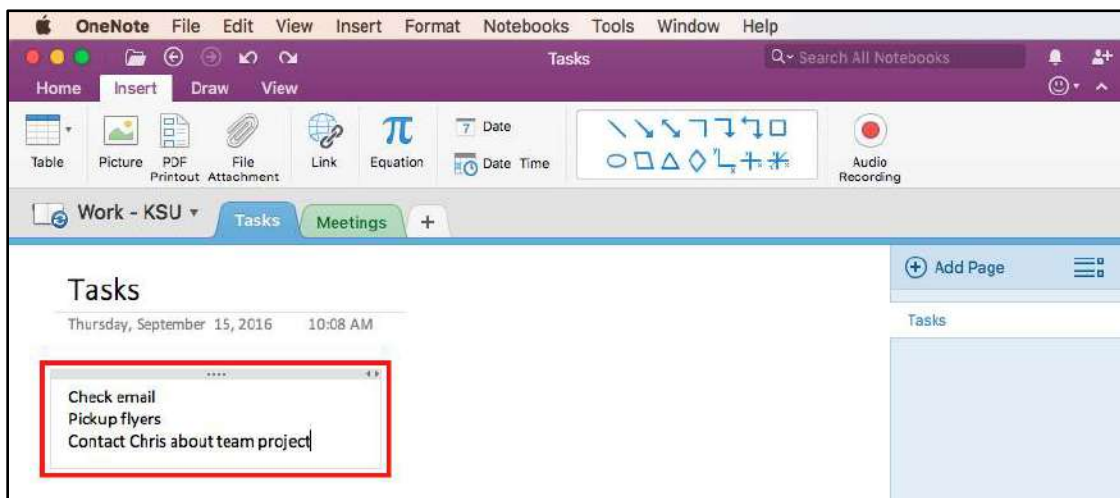 OneNote File Edit View Insert Format Notebooks Tools Window Help
Tasks
Search All Notebooks
Home Insert Draw View
7 Date
Date Time
Table Picture PDF Printout File Attachment Link Equation Audio Recording
Work - KSU Tasks Meetings +
Add Page
Tasks
Tasks
Thursday, September 15, 2016 10:08 AM
Check email
Pickup flyers
Contact Chris about team project